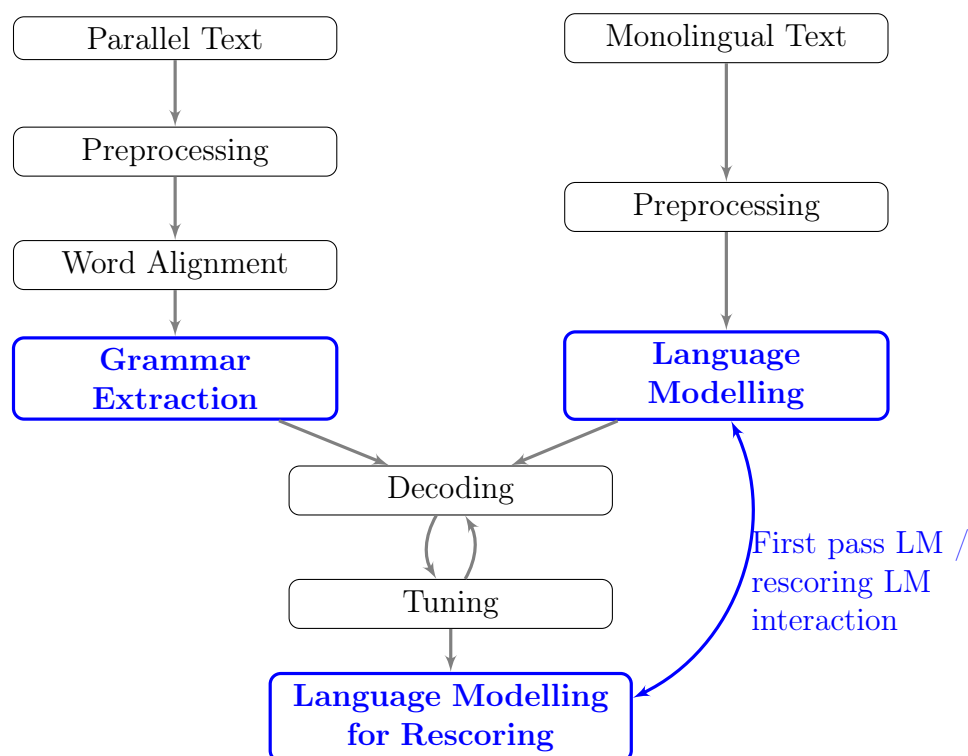 Parallel Text
Monolingual Text
Preprocessing
Preprocessing
Word Alignment
Grammar
Extraction
Language
Modelling
Decoding
First pass LM /
rescoring LM
interaction
Tuning
Language Modelling
for Rescoring